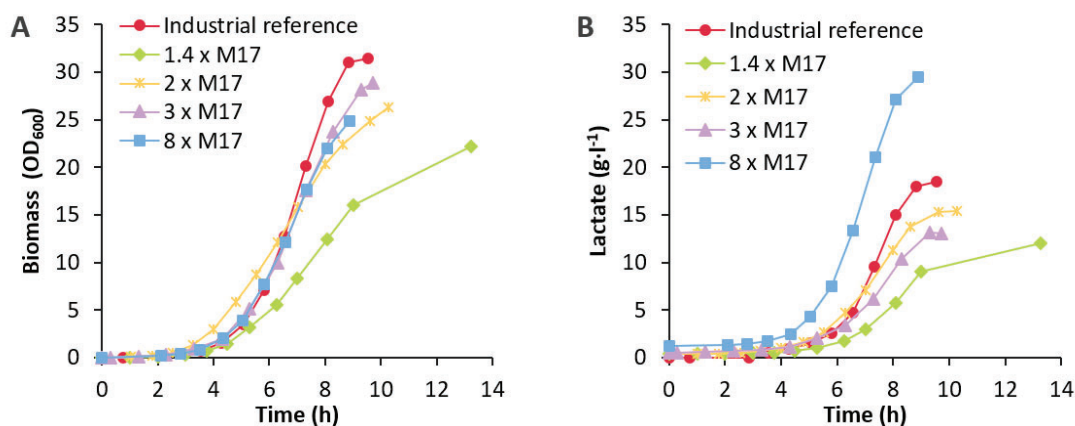 A
Biomass (OD₆₀₀)
35
30
25
20
15
10
5
0
Industrial reference
1.4 x M17
2 x M17
3 x M17
8 x M17
0 2 4 6 8 10 12 14
Time (h)
B
Lactate (g·l⁻¹)
35
30
25
20
15
10
5
0
Industrial reference
1.4 x M17
2 x M17
3 x M17
8 x M17
0 2 4 6 8 10 12 14
Time (h)